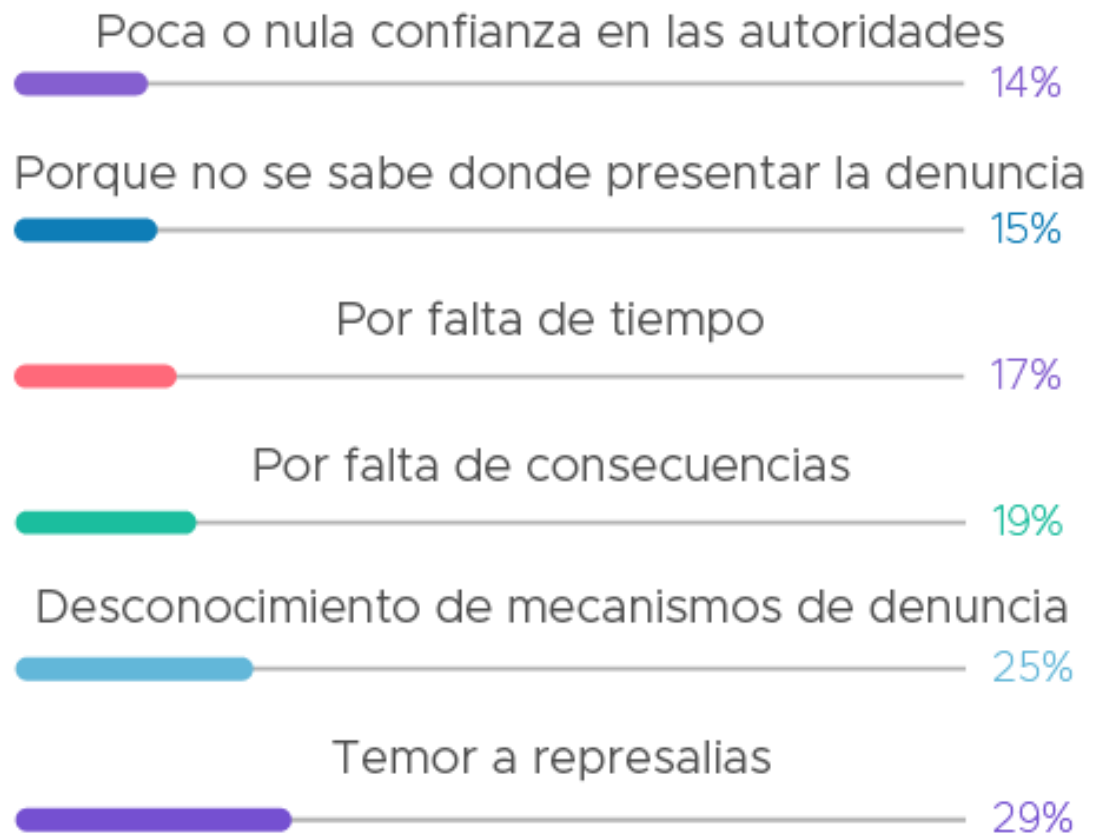 Poca o nula confianza en las autoridades
14%
Porque no se sabe donde presentar la denuncia
15%
Por falta de tiempo
17%
Por falta de consecuencias
19%
Desconocimiento de mecanismos de denuncia
25%
Temor a represalias
29%